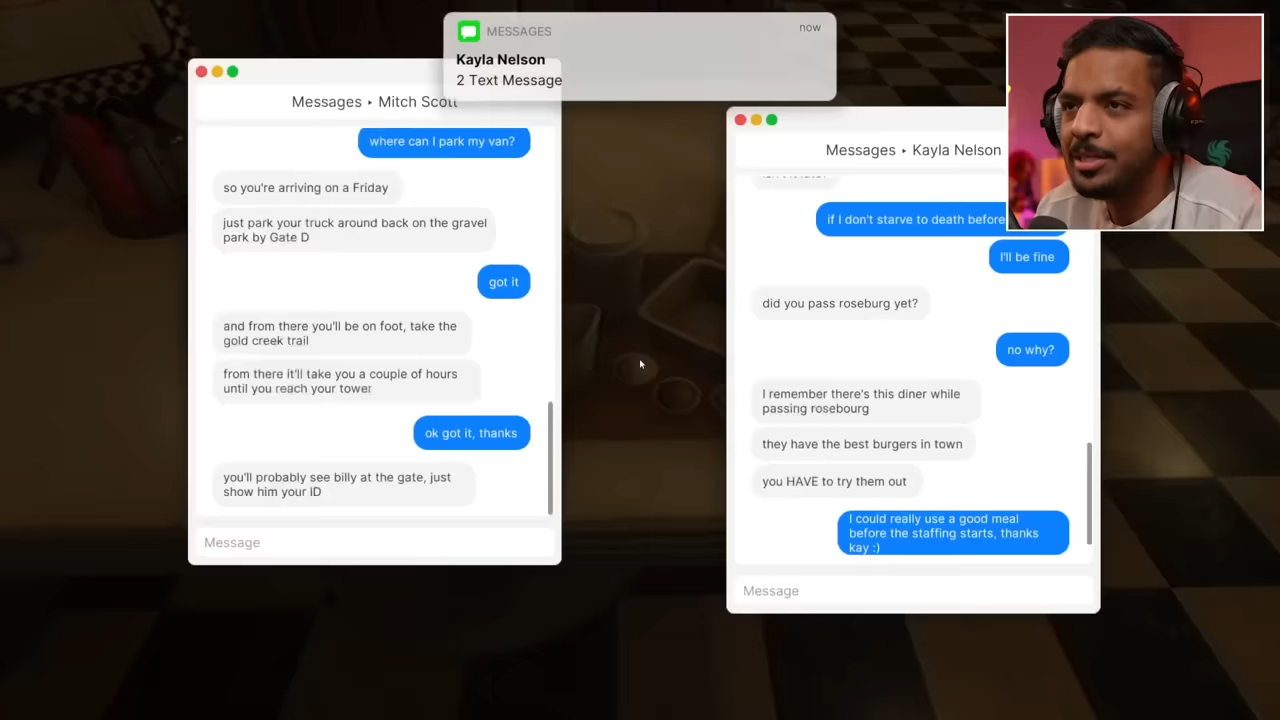 MESSAGES
now
Kayla Nelson
2 Text Message
Messages ‣ Mitch Scott
where can I park my van?
so you're arriving on a Friday
just park your truck around back on the gravel
park by Gate D
got it
and from there you'll be on foot, take the
gold creek trail
from there it'll take you a couple of hours
until you reach your tower
ok got it, thanks
you'll probably see billy at the gate, just
show him your ID
Message
Messages ‣ Kayla Nelson
if I don't starve to death before
I'll be fine
did you pass roseburg yet?
no why?
I remember there's this diner while
passing rosebourg
they have the best burgers in town
you HAVE to try them out
I could really use a good meal
before the staffing starts, thanks
kay :)
Message